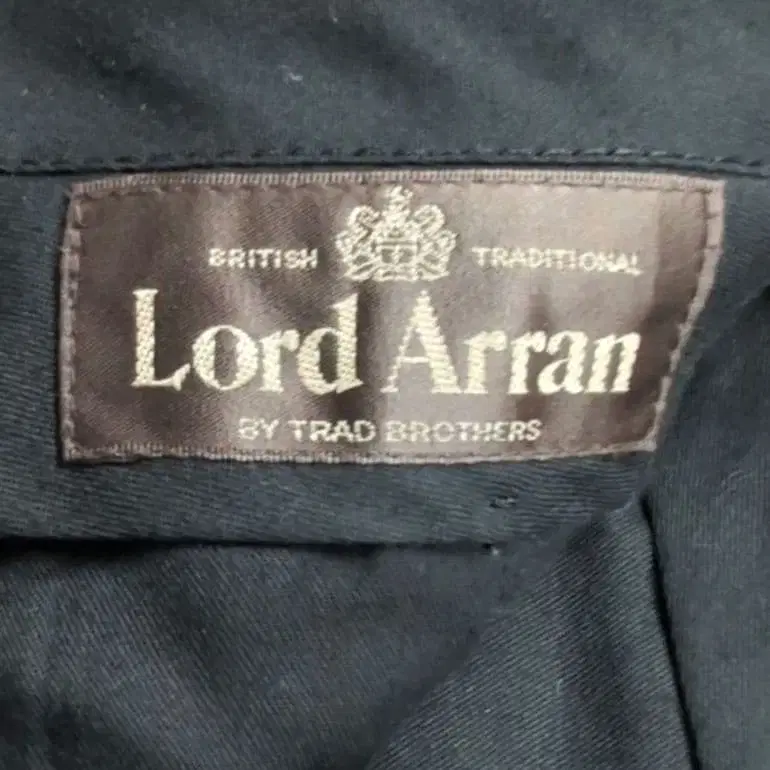 BRITISH TRADITIONAL
Lord Arran
BY TRAD BROTHERS